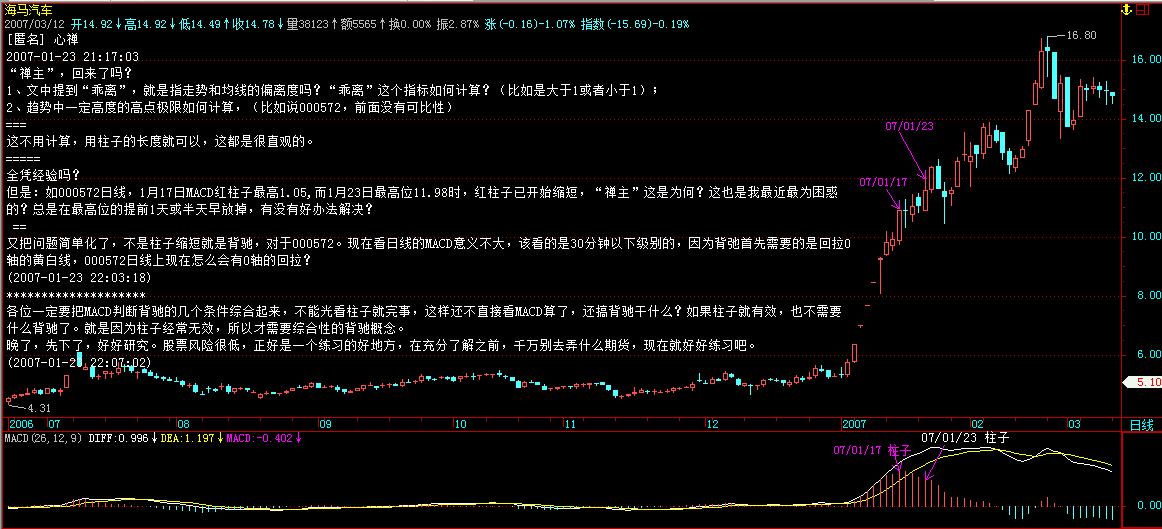 海马汽车
2007/03/12 开14.92↓高14.92↓低14.49↑收14.78↓量38123↑额5565↑换0.00% 振2.87% 涨(-0.16)-1.07% 指数(-15.69)-0.19%
[匿名] 心禅
2007-01-23 21:17:03
“禅主”，回来了吗？
1、文中提到“乖离”，就是指走势和均线的偏离度吗？“乖离”这个指标如何计算？(比如是大于1或者小于1)；
2、趋势中一定高度的高点极限如何计算，(比如说000572，前面没有可比性)
===
这不用计算，用柱子的长度就可以，这都是很直观的。
=====
全凭经验吗？
但是：如000572日线，1月17日MACD红柱子最高1.05,而1月23日最高位11.98时，红柱子已开始缩短，“禅主”这是为何？这也是我最近最为困惑
的？总是在最高位的提前1天或半天早放掉，有没有好办法解决？
==
又把问题简单化了，不是柱子缩短就是背驰，对于000572。现在看日线的MACD意义不大，该看的是30分钟以下级别的，因为背驰首先需要的是回拉0
轴的黄白线，000572日线上现在怎么会有0轴的回拉？
(2007-01-23 22:03:18)
********************
各位一定要把MACD判断背驰的几个条件综合起来，不能光看柱子就完事，这样还不直接看MACD算了，还搞背驰干什么？如果柱子就有效，也不需要
什么背驰了。就是因为柱子经常无效，所以才需要综合性的背驰概念。
晚了，先下了，好好研究。股票风险很低，正好是一个练习的好地方，在充分了解之前，千万别去弄什么期货，现在就好好练习吧。
(2007-01-23 22:07:02)
16.80
07/01/23
07/01/17
4.31
16.00
14.00
12.00
10.00
8.00
6.00
5.10
2006 07 08 09 10 11 12 2007 02 03 日线
MACD(26,12,9) DIFF:0.996↓DEA:1.197↓MACD:-0.402↓
07/01/17 柱子
07/01/23 柱子
0.00